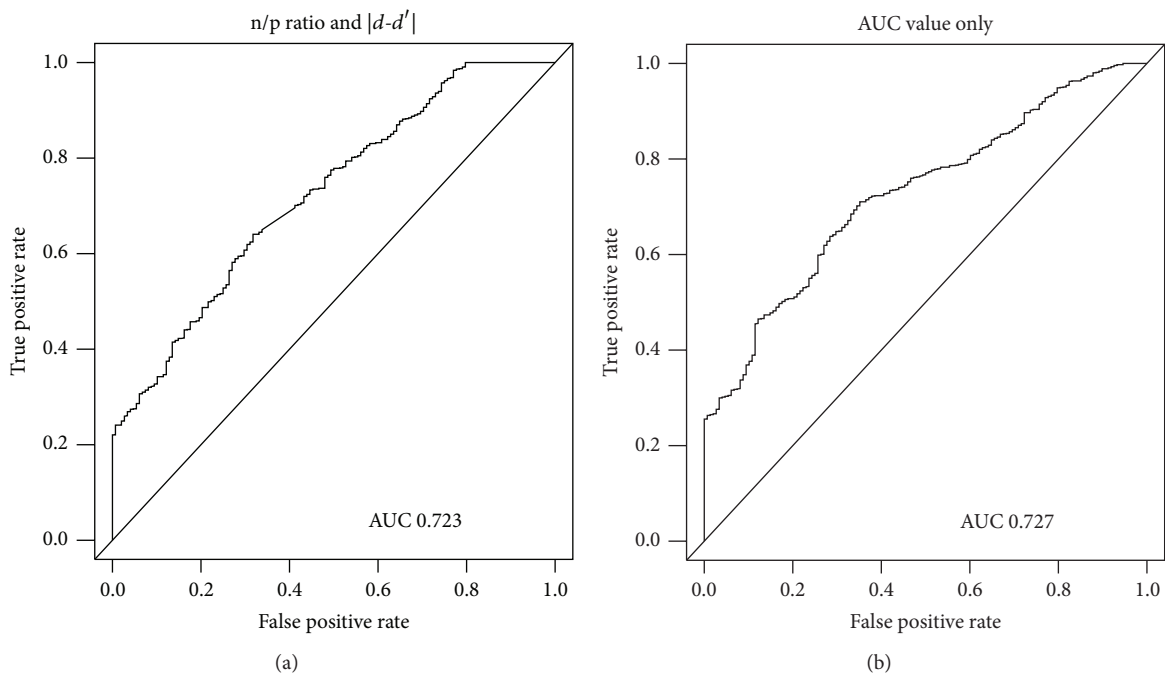 n/p ratio and |d-d′|
True positive rate
1.0
0.8
0.6
0.4
0.2
0.0
AUC 0.723
0.0 0.2 0.4 0.6 0.8 1.0
False positive rate
(a)
AUC value only
True positive rate
1.0
0.8
0.6
0.4
0.2
0.0
AUC 0.727
0.0 0.2 0.4 0.6 0.8 1.0
False positive rate
(b)